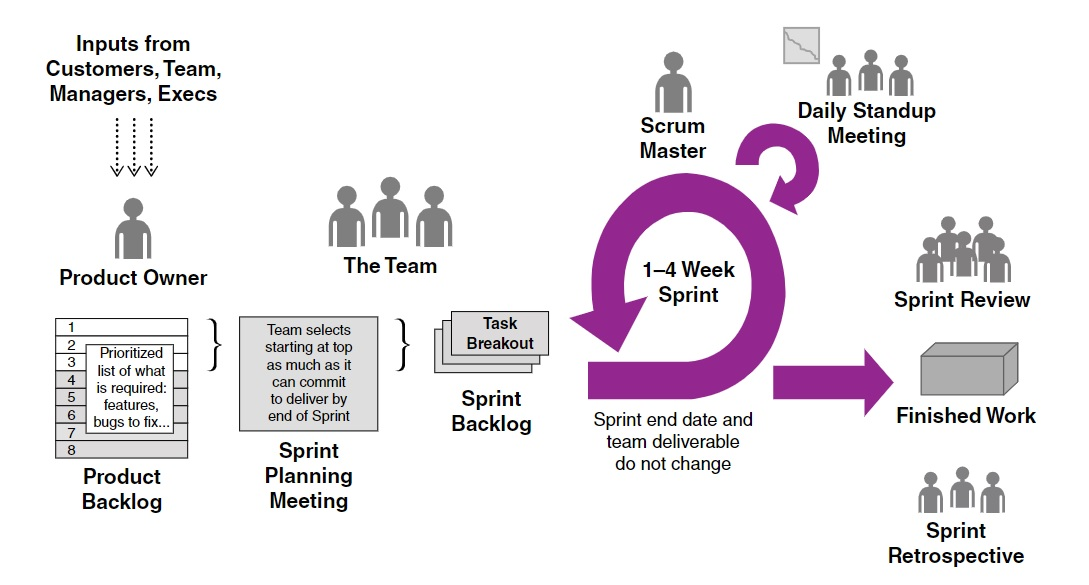 Inputs from
Customers, Team,
Managers, Execs
Product Owner
The Team
Scrum
Master
Daily Standup
Meeting
1–4 Week
Sprint
1
2
3
4
5
6
7
8
Prioritized
list of what
is required:
features,
bugs to fix...
Product
Backlog
Team selects
starting at top
as much as it
can commit
to deliver by
end of Sprint
Sprint
Planning
Meeting
Task
Breakout
Sprint
Backlog
Sprint end date and
team deliverable
do not change
Sprint Review
Finished Work
Sprint
Retrospective